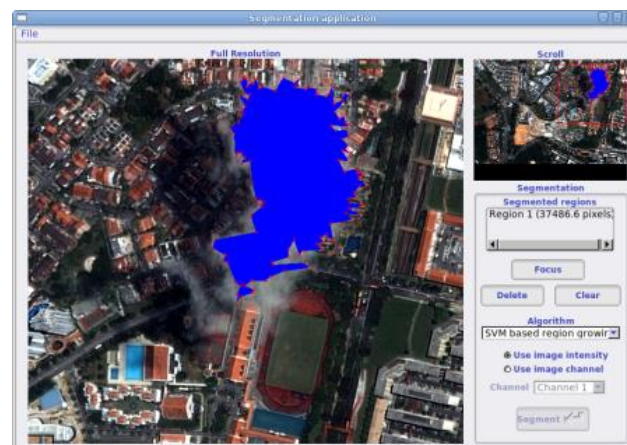 Segmentation application
File
Full Resolution
Scroll
Segmentation
Segmented regions
Region 1 (37486.6 pixels
Focus
Delete
Clear
Algorithm
SVM based region growir
Use image intensity
Use image channel
Channel
Channel 1
Segment